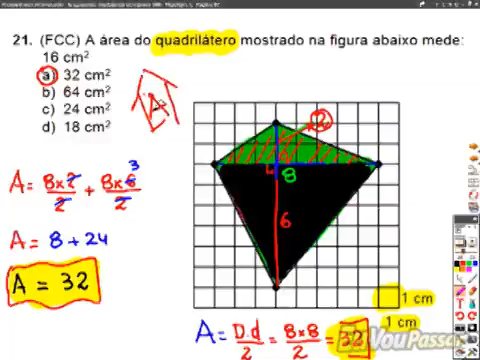 21. (FCC) A área do quadrilátero mostrado na figura abaixo mede:
16 cm²
a) 32 cm²
b) 64 cm²
c) 24 cm²
d) 18 cm²
A
2
8
6
A = 8x2/2 + 8x6/2 3
A = 8 + 24
A = 32
1 cm
1 cm
A = D.d/2 = 8x8/2 = 32
VouPassar